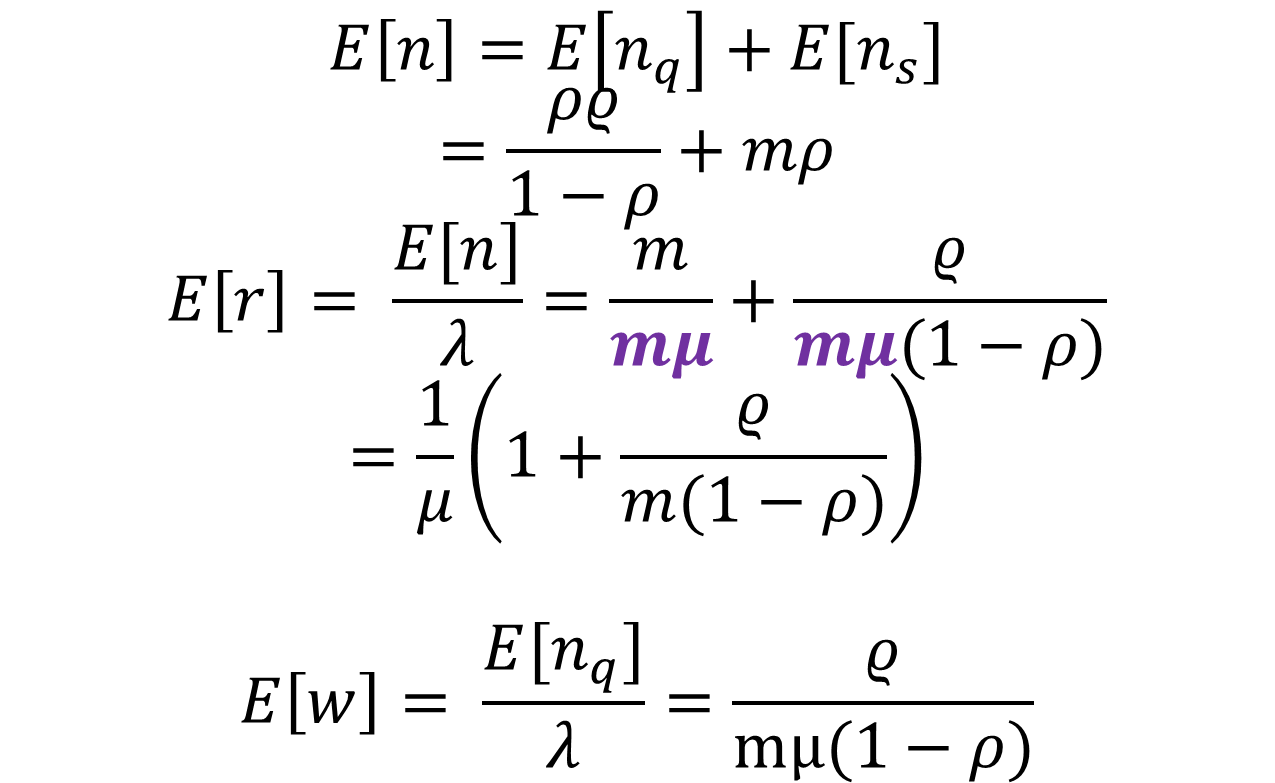 E[n] = E[n_q] + E[n_s]
= ρϱ/(1 − ρ) + mρ
E[r] = E[n]/λ = m/(mμ) + ϱ/(mμ(1 − ρ))
= 1/μ (1 + ϱ/(m(1 − ρ)))
E[w] = E[n_q]/λ = ϱ/(mμ(1 − ρ))